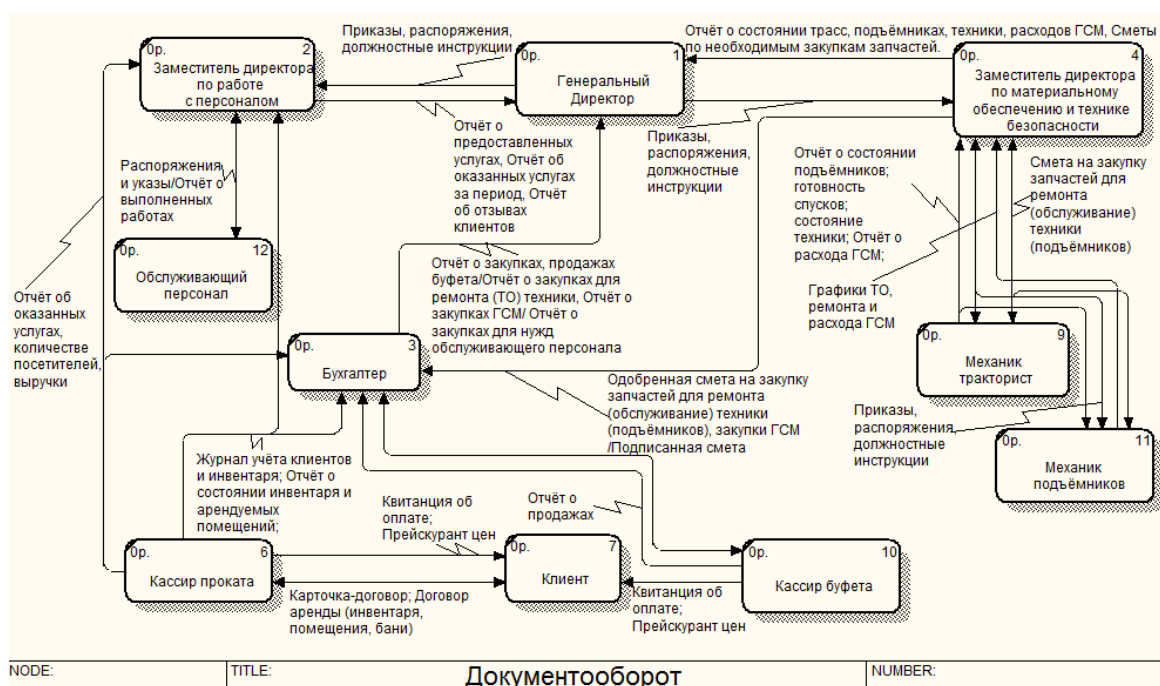 Приказы, распоряжения,
должностные инструкции
Отчёт о состоянии трасс, подъёмниках, техники, расходов ГСМ, Сметы
по необходимым закупкам запчастей.
0р. 2
Заместитель директора
по работе
с персоналом
0р. 1
Генеральный
Директор
0р. 4
Заместитель директора
по материальному
обеспечению и технике
безопасности
Отчёт о
предоставленных
услугах, Отчёт об
оказанных услугах
за период, Отчёт
об отзывах
клиентов
Приказы,
распоряжения,
должностные
инструкции
Отчёт о состоянии
подъёмников;
готовность
спусков;
состояние
техники; Отчёт о
расхода ГСМ;
Смета на закупку
запчастей для
ремонта
(обслуживание)
техники
(подъёмников)
Распоряжения
и указы/Отчёт о
выполненных
работах
0р. 12
Обслуживающий
персонал
Отчёт о закупках, продажах
буфета/Отчёт о закупках для
ремонта (ТО) техники, Отчёт о
закупках ГСМ/ Отчёт о
закупках для нужд
обслуживающего персонала
Графики ТО,
ремонта и
расхода ГСМ
Отчёт об
оказанных
услугах,
количестве
посетителей,
выручки
0р. 3
Бухгалтер
0р. 9
Механик
тракторист
Одобренная смета на закупку
запчастей для ремонта
(обслуживание) техники
(подъёмников), закупки ГСМ
/Подписанная смета
Приказы,
распоряжения
должностные
инструкции
0р. 11
Механик
подъёмников
Журнал учёта клиентов
и инвентаря; Отчёт о
состоянии инвентаря и
арендуемых
помещений;
Квитанция об
оплате;
Прейскурант цен
Отчёт о
продажах
0р. 6
Кассир проката
0р. 7
Клиент
0р. 10
Кассир буфета
Карточка-договор; Договор
аренды (инвентаря,
помещения, бани)
Квитанция об
оплате;
Прейскурант цен
NODE:
TITLE:
Документооборот
NUMBER: